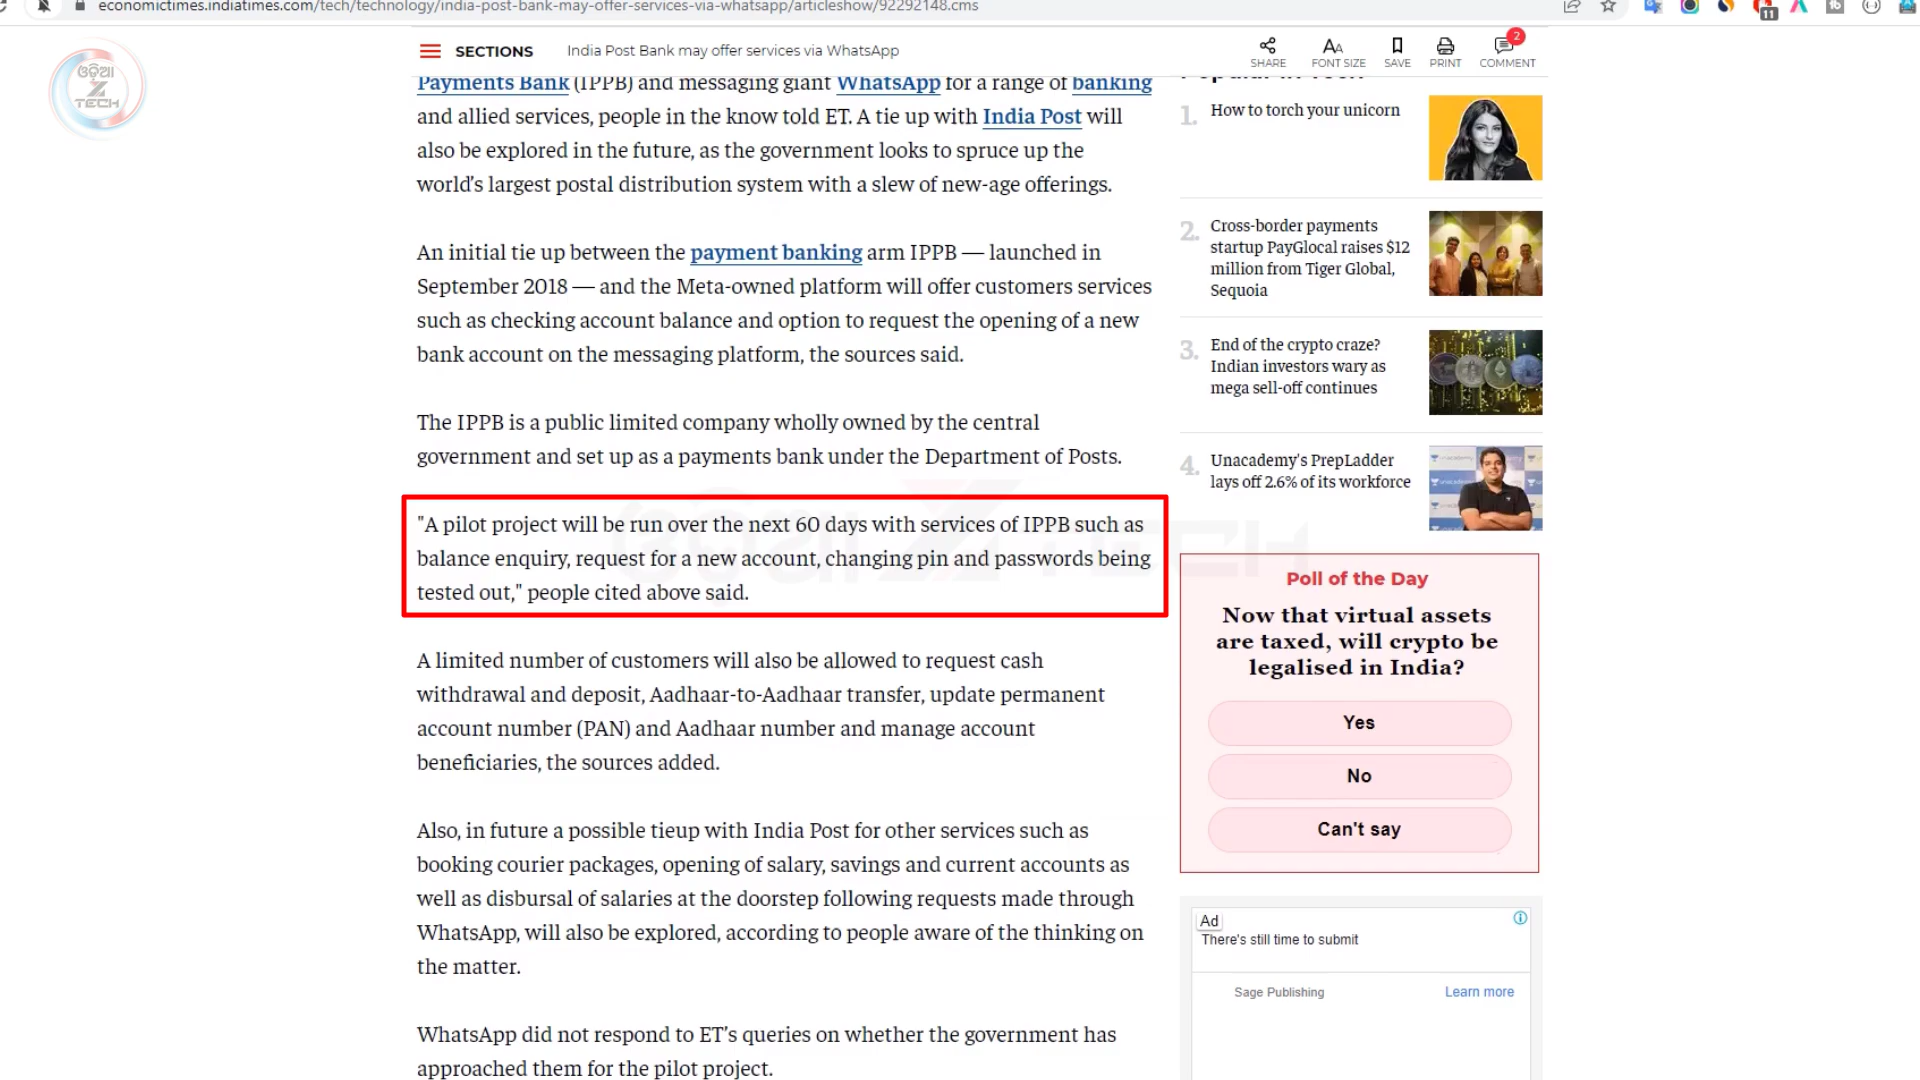 economictimes.indiatimes.com/tech/technology/india-post-bank-may-offer-services-via-whatsapp/articleshow/92292148.cms
11
ଓଡ଼ିଆ
Z
TECH
SECTIONS
India Post Bank may offer services via WhatsApp
SHARE
FONT SIZE
SAVE
PRINT
2
COMMENT
Payments Bank (IPPB) and messaging giant WhatsApp for a range of banking
and allied services, people in the know told ET. A tie up with India Post will
also be explored in the future, as the government looks to spruce up the
world's largest postal distribution system with a slew of new-age offerings.
An initial tie up between the payment banking arm IPPB — launched in
September 2018 — and the Meta-owned platform will offer customers services
such as checking account balance and option to request the opening of a new
bank account on the messaging platform, the sources said.
The IPPB is a public limited company wholly owned by the central
government and set up as a payments bank under the Department of Posts.
"A pilot project will be run over the next 60 days with services of IPPB such as
balance enquiry, request for a new account, changing pin and passwords being
tested out," people cited above said.
A limited number of customers will also be allowed to request cash
withdrawal and deposit, Aadhaar-to-Aadhaar transfer, update permanent
account number (PAN) and Aadhaar number and manage account
beneficiaries, the sources added.
Also, in future a possible tieup with India Post for other services such as
booking courier packages, opening of salary, savings and current accounts as
well as disbursal of salaries at the doorstep following requests made through
WhatsApp, will also be explored, according to people aware of the thinking on
the matter.
WhatsApp did not respond to ET's queries on whether the government has
approached them for the pilot project.
ଓଡ଼ିଆ Z TECH
1. How to torch your unicorn
2. Cross-border payments
startup PayGlocal raises $12
million from Tiger Global,
Sequoia
3. End of the crypto craze?
Indian investors wary as
mega sell-off continues
4. Unacademy's PrepLadder
lays off 2.6% of its workforce
Poll of the Day
Now that virtual assets
are taxed, will crypto be
legalised in India?
Yes
No
Can't say
Ad
There's still time to submit
Sage Publishing
Learn more